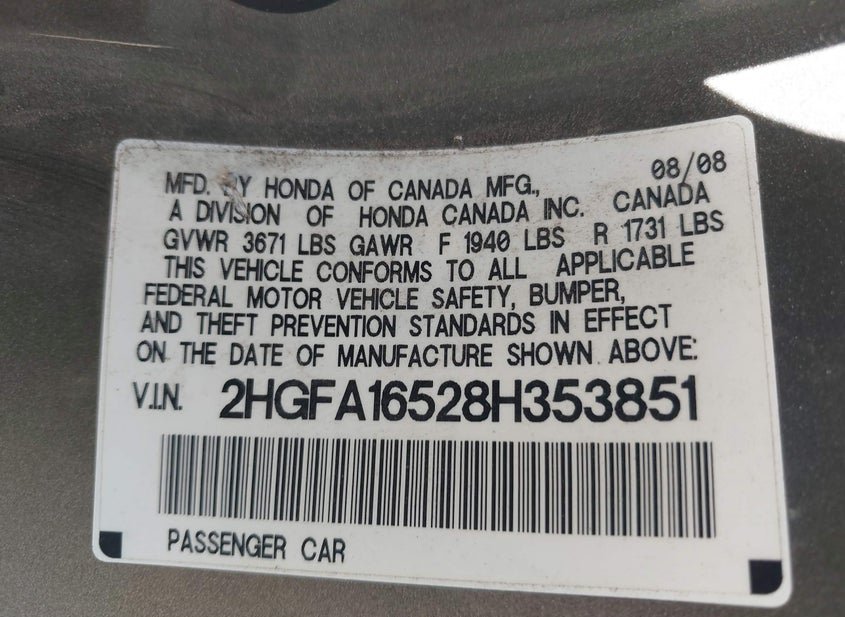 MFD. BY HONDA OF CANADA MFG., 08/08
A DIVISION OF HONDA CANADA INC. CANADA
GVWR 3671 LBS GAWR F 1940 LBS R 1731 LBS
THIS VEHICLE CONFORMS TO ALL APPLICABLE
FEDERAL MOTOR VEHICLE SAFETY, BUMPER,
AND THEFT PREVENTION STANDARDS IN EFFECT
ON THE DATE OF MANUFACTURE SHOWN ABOVE:
V.I.N. 2HGFA16528H353851
PASSENGER CAR